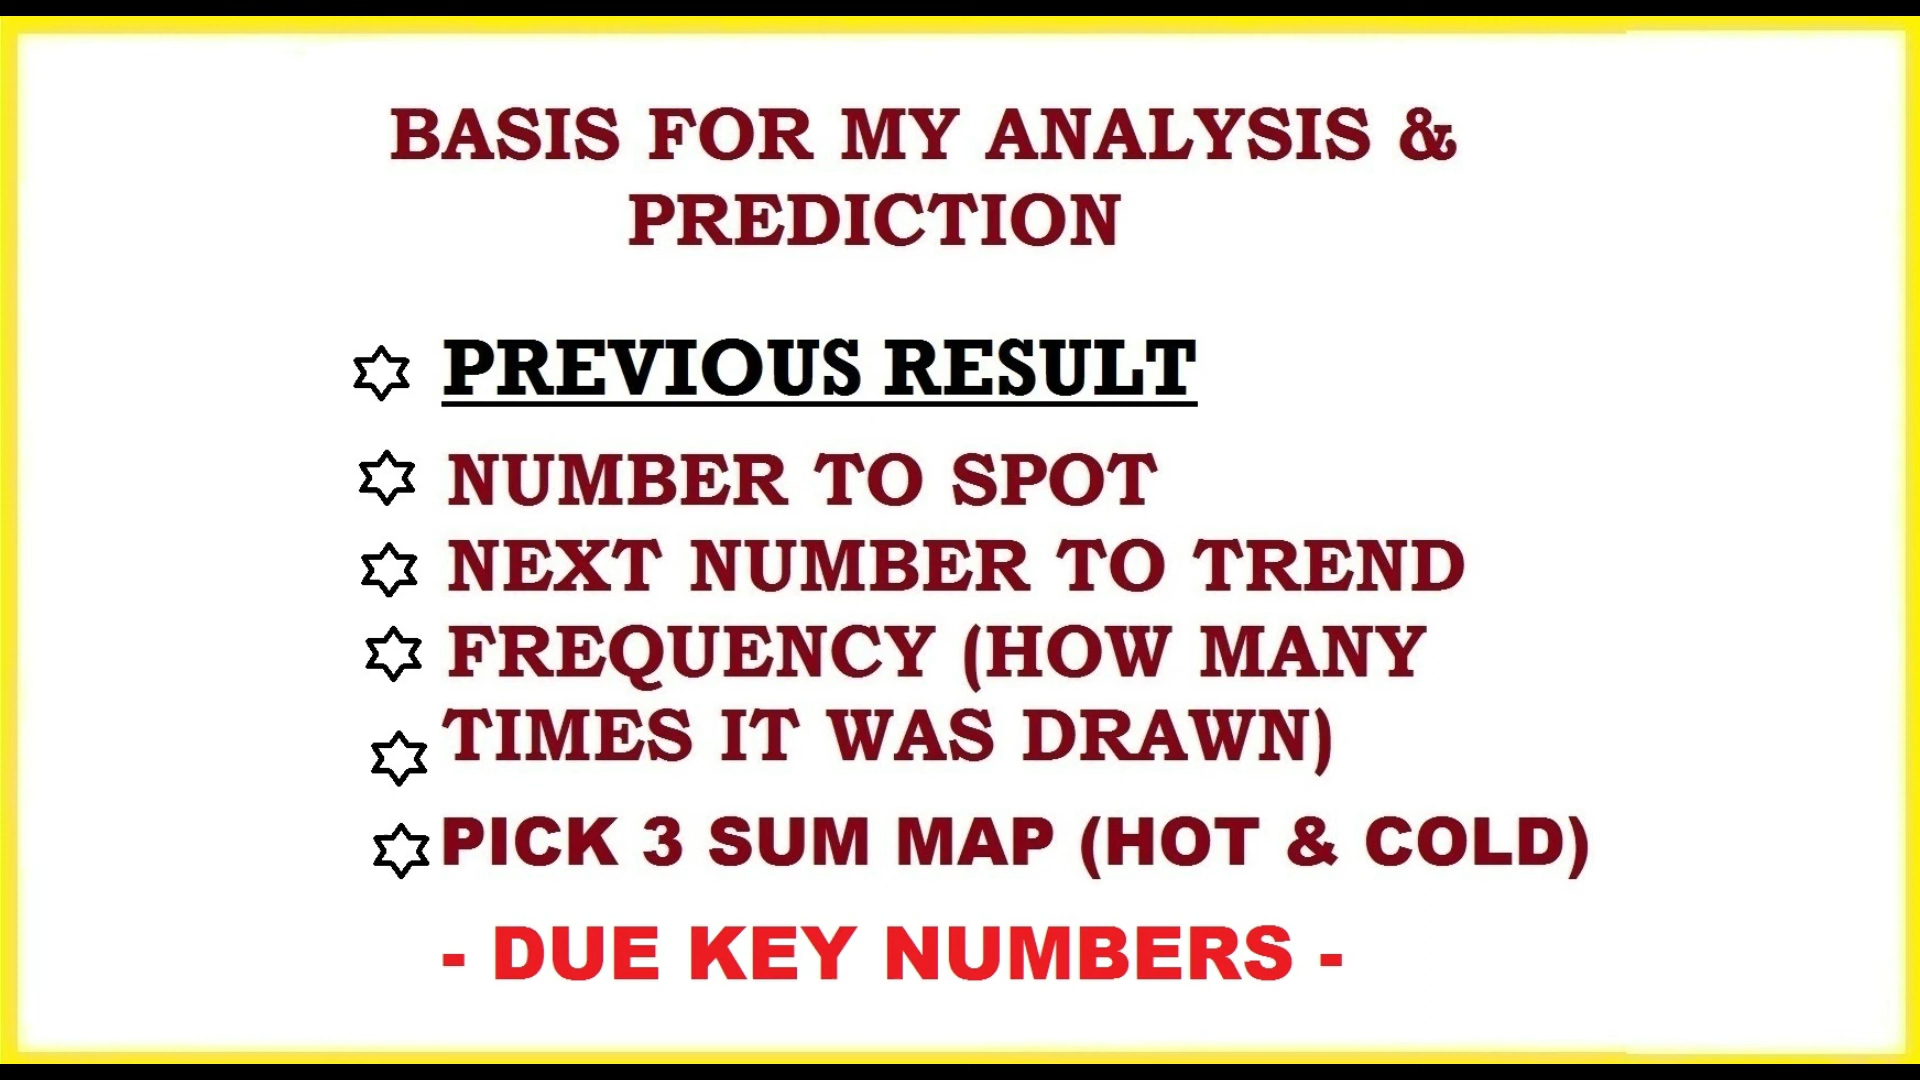 BASIS FOR MY ANALYSIS &
PREDICTION
PREVIOUS RESULT
NUMBER TO SPOT
NEXT NUMBER TO TREND
FREQUENCY (HOW MANY
TIMES IT WAS DRAWN)
PICK 3 SUM MAP (HOT & COLD)
- DUE KEY NUMBERS -